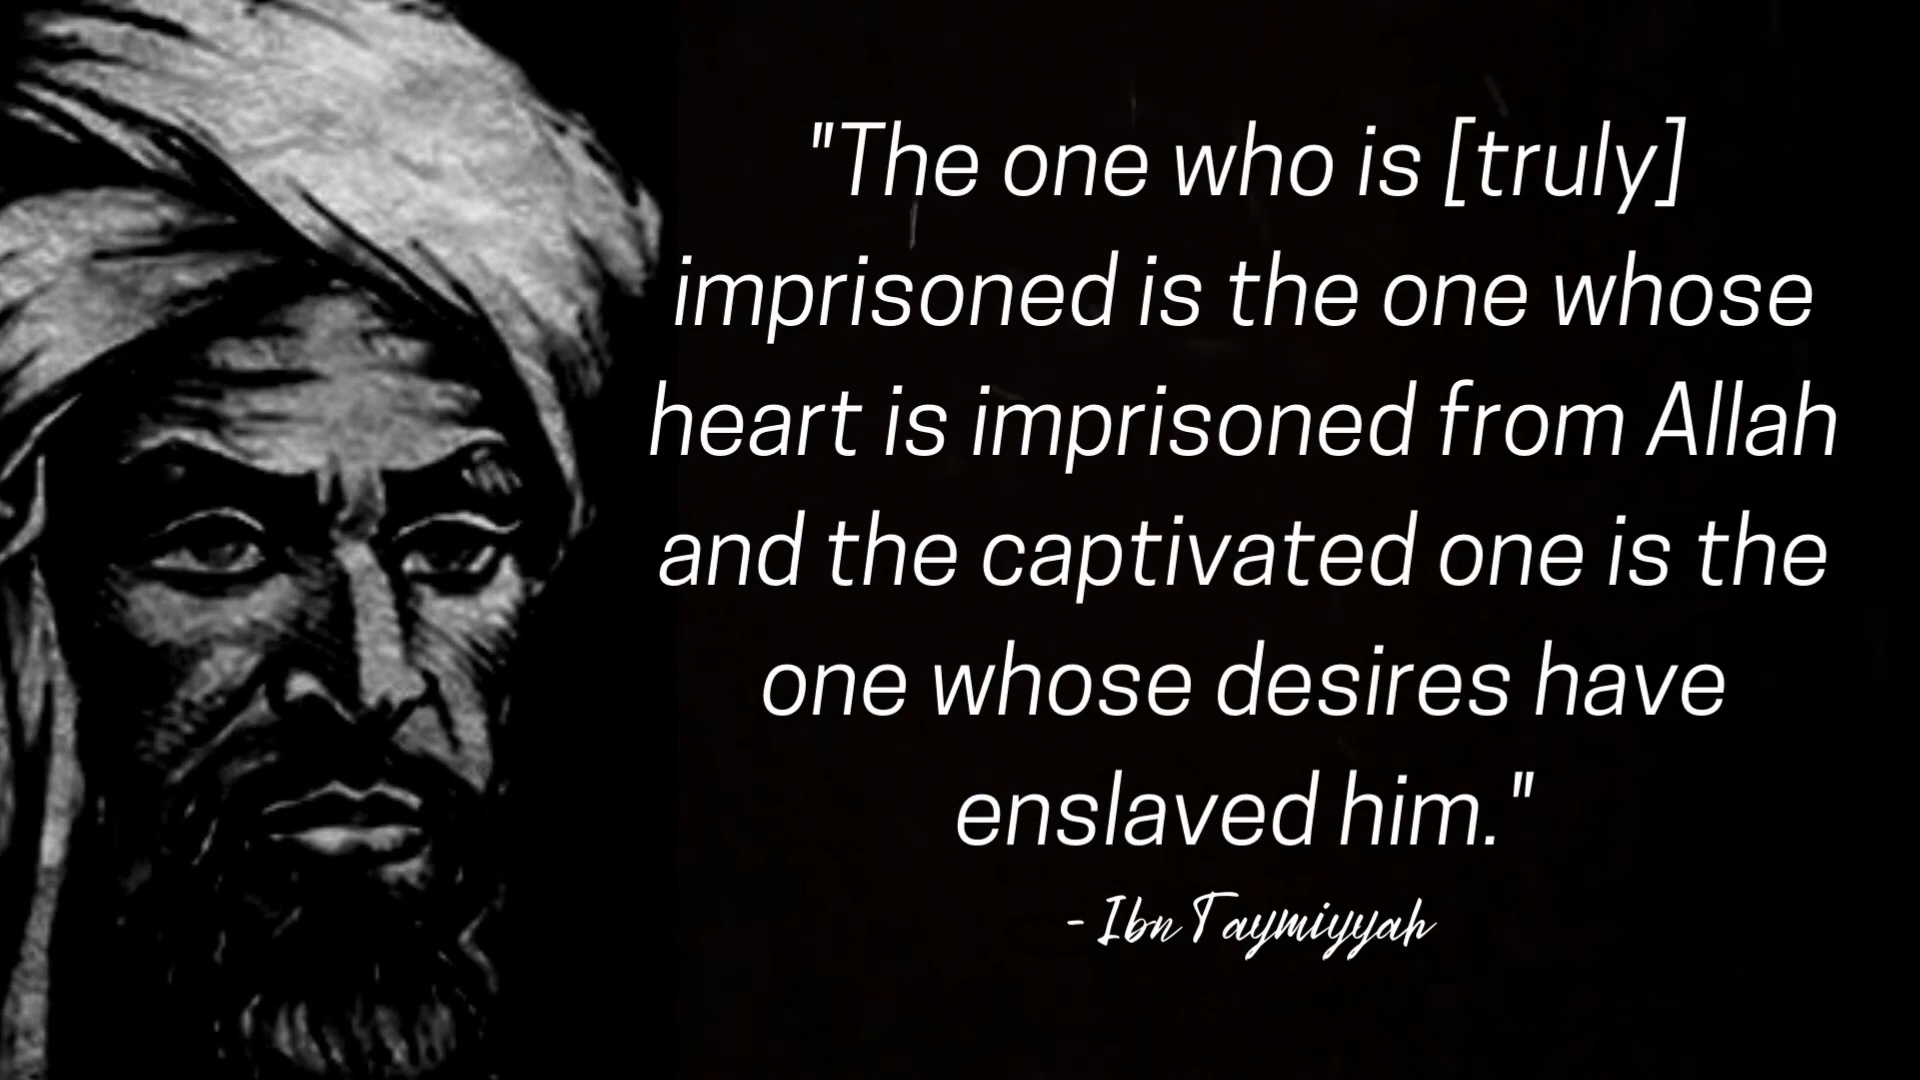 "The one who is [truly]
imprisoned is the one whose
heart is imprisoned from Allah
and the captivated one is the
one whose desires have
enslaved him."
- Ibn Taymiyyah